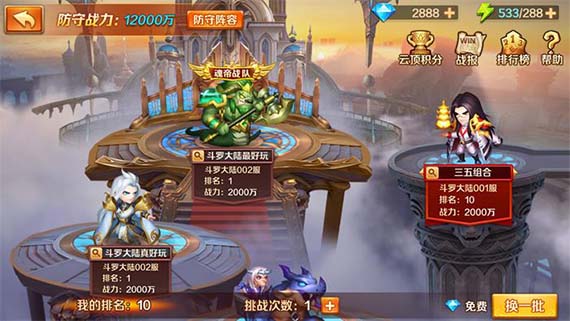 防守战力：12000万
防守阵容
2888
533/288
云顶积分
WIN
战报
排行榜
帮助
魂帝战队
斗罗大陆最好玩
斗罗大陆002服
排名：1
战力：2000万
三五组合
斗罗大陆001服
排名：10
战力：2000万
斗罗大陆真好玩
斗罗大陆002服
排名：1
战力：2000万
我的排名：10
挑战次数：1
免费
换一批